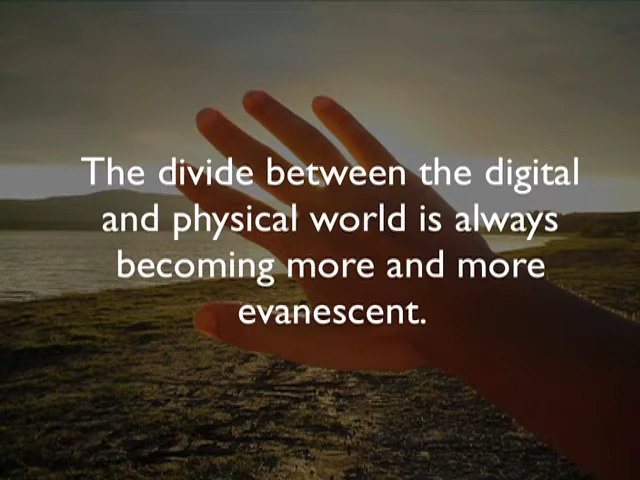 The divide between the digital
and physical world is always
becoming more and more
evanescent.